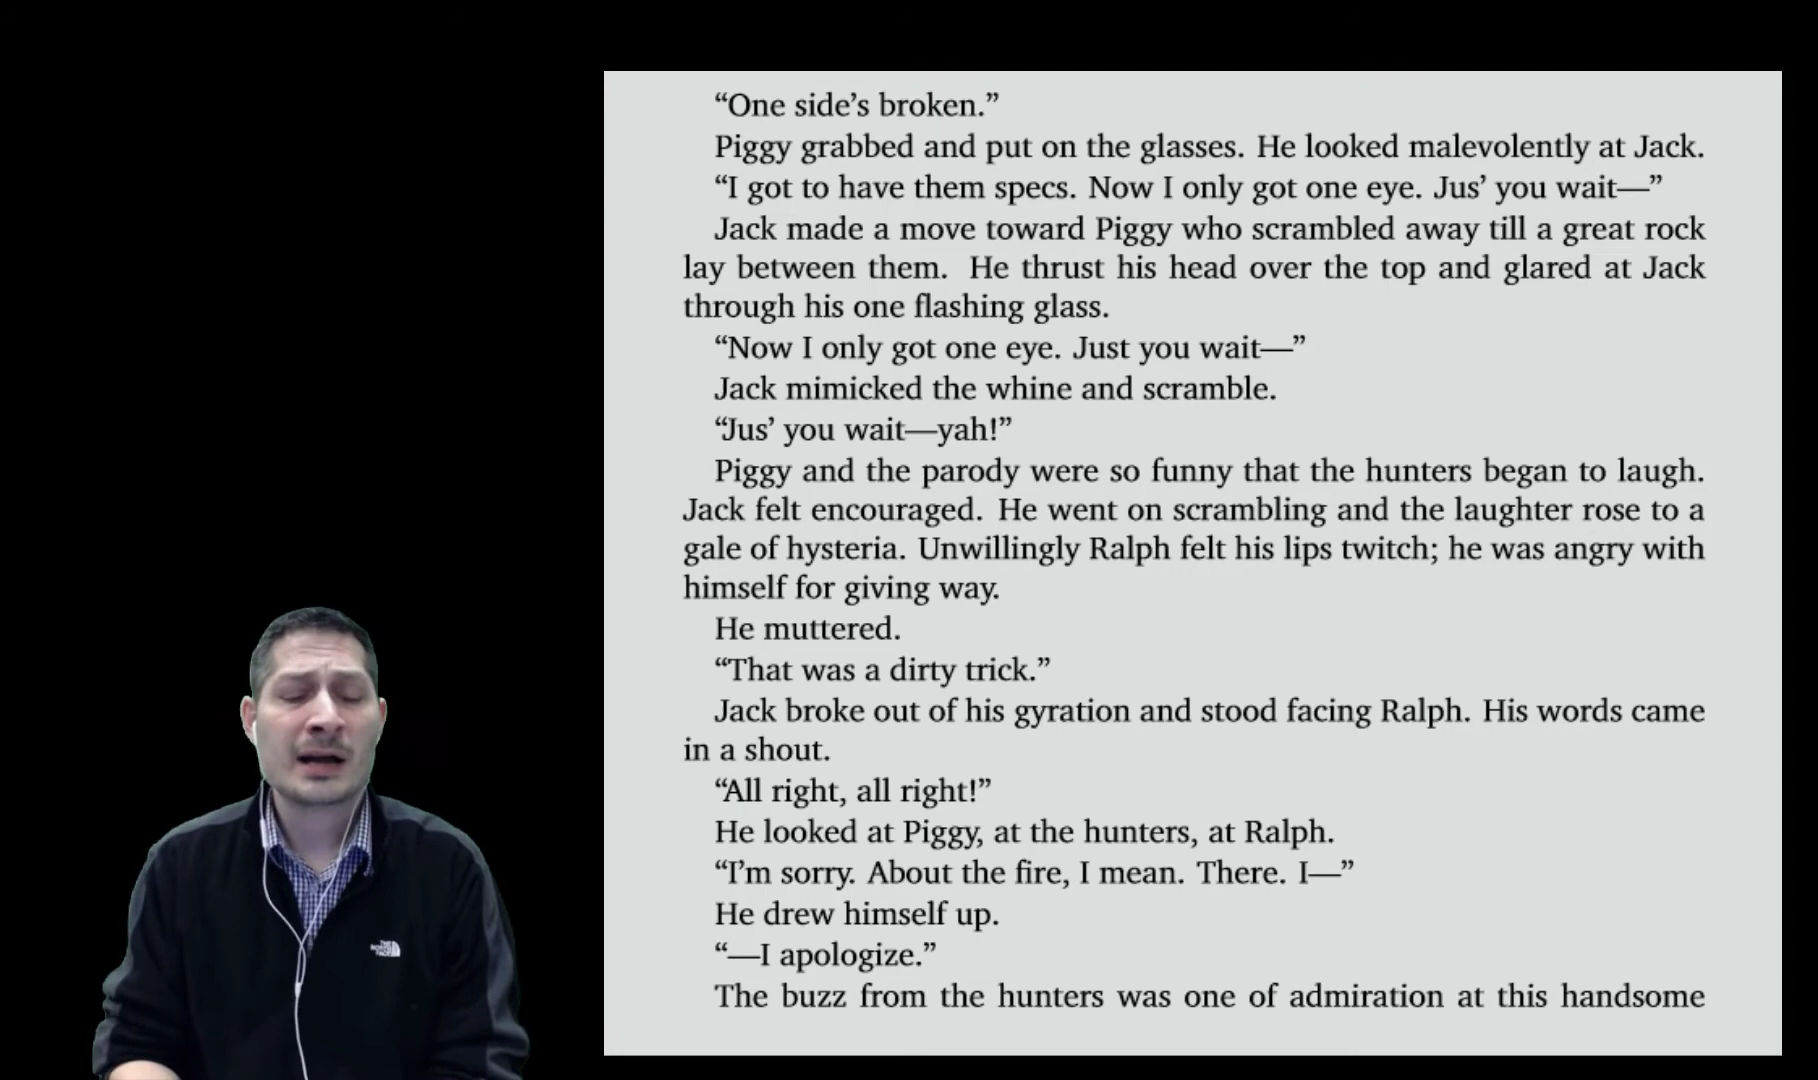 “One side’s broken.”
Piggy grabbed and put on the glasses. He looked malevolently at Jack.
“I got to have them specs. Now I only got one eye. Jus’ you wait—”
Jack made a move toward Piggy who scrambled away till a great rock
lay between them. He thrust his head over the top and glared at Jack
through his one flashing glass.
“Now I only got one eye. Just you wait—”
Jack mimicked the whine and scramble.
“Jus’ you wait—yah!”
Piggy and the parody were so funny that the hunters began to laugh.
Jack felt encouraged. He went on scrambling and the laughter rose to a
gale of hysteria. Unwillingly Ralph felt his lips twitch; he was angry with
himself for giving way.
He muttered.
“That was a dirty trick.”
Jack broke out of his gyration and stood facing Ralph. His words came
in a shout.
“All right, all right!”
He looked at Piggy, at the hunters, at Ralph.
“I’m sorry. About the fire, I mean. There. I—”
He drew himself up.
“—I apologize.”
The buzz from the hunters was one of admiration at this handsome
THE
NORTH
FACE